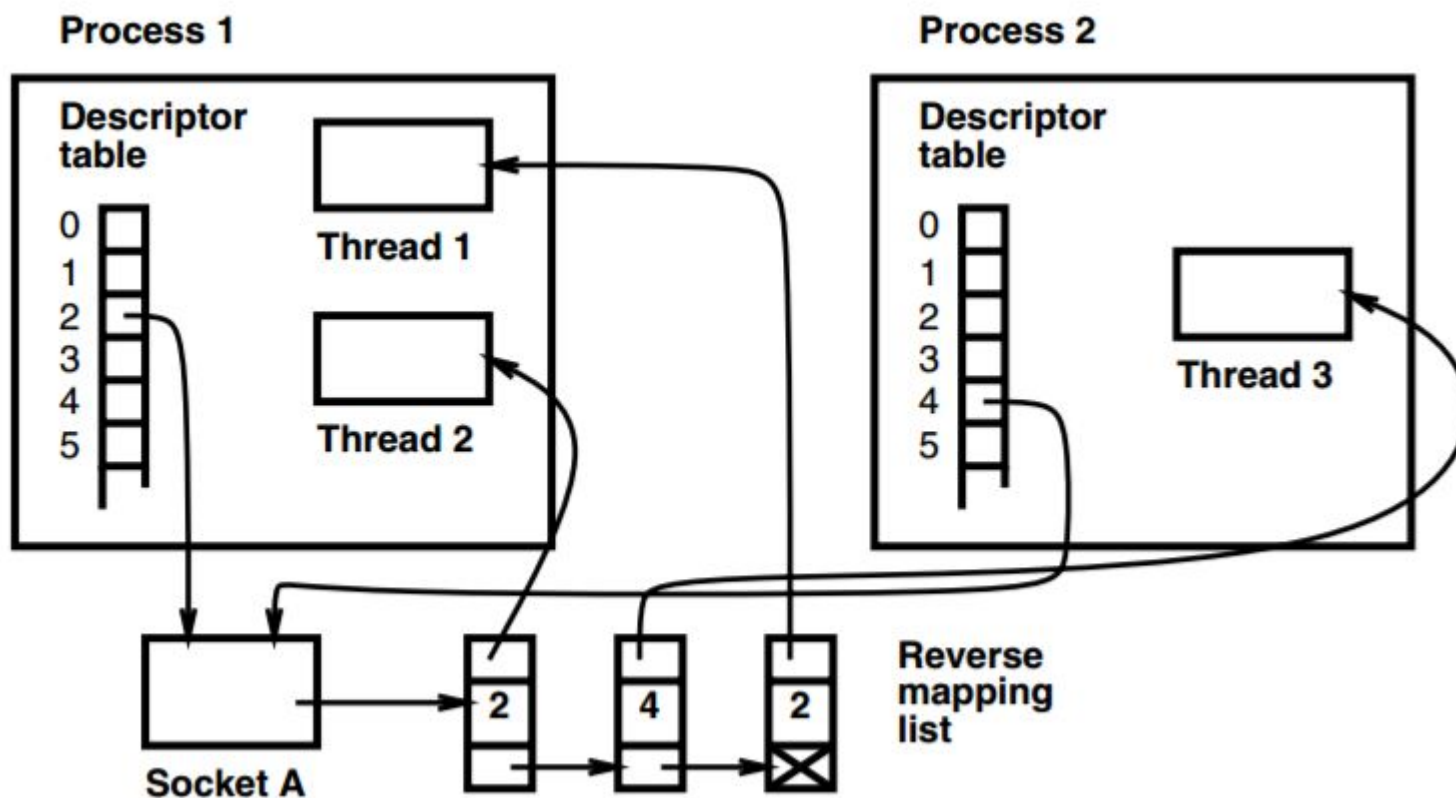 Process 1
Descriptor
table
0
1
2
3
4
5
Thread 1
Thread 2
Process 2
Descriptor
table
0
1
2
3
4
5
Thread 3
Socket A
2
4
2
Reverse
mapping
list